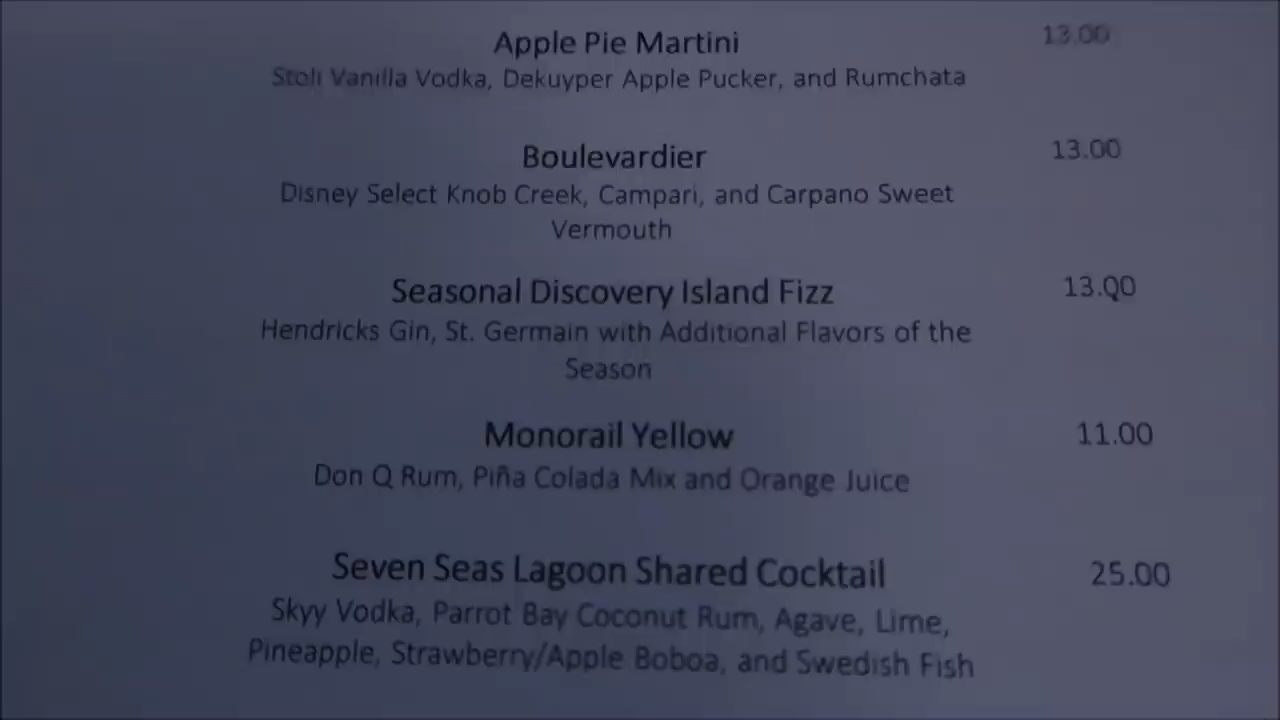 Apple Pie Martini 13.00
Stoli Vanilla Vodka, Dekuyper Apple Pucker, and Rumchata
Boulevardier 13.00
Disney Select Knob Creek, Campari, and Carpano Sweet
Vermouth
Seasonal Discovery Island Fizz 13.00
Hendricks Gin, St. Germain with Additional Flavors of the
Season
Monorail Yellow 11.00
Don Q Rum, Piña Colada Mix and Orange Juice
Seven Seas Lagoon Shared Cocktail 25.00
Skyy Vodka, Parrot Bay Coconut Rum, Agave, Lime,
Pineapple, Strawberry/Apple Boboa, and Swedish Fish